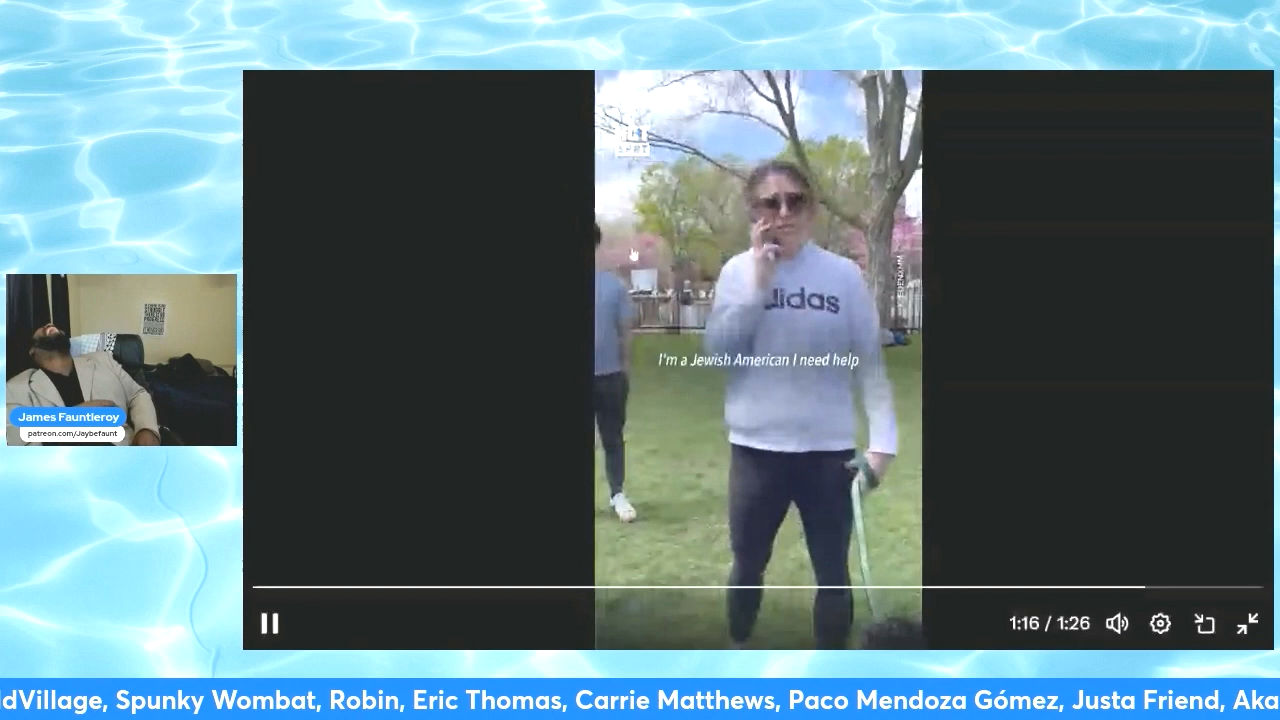 adidas
I'm a Jewish American I need help
James Fauntleroy
patreon.com/Jaybefaunt
1:16 / 1:26
dVillage, Spunky Wombat, Robin, Eric Thomas, Carrie Matthews, Paco Mendoza Gómez, Justa Friend, Aka